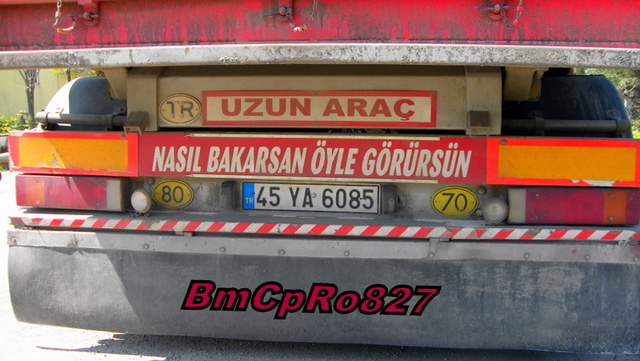 TR
UZUN ARAÇ
NASIL BAKARSAN ÖYLE GÖRÜRSÜN
80
TR 45 YA 6085
70
BmCpRo827